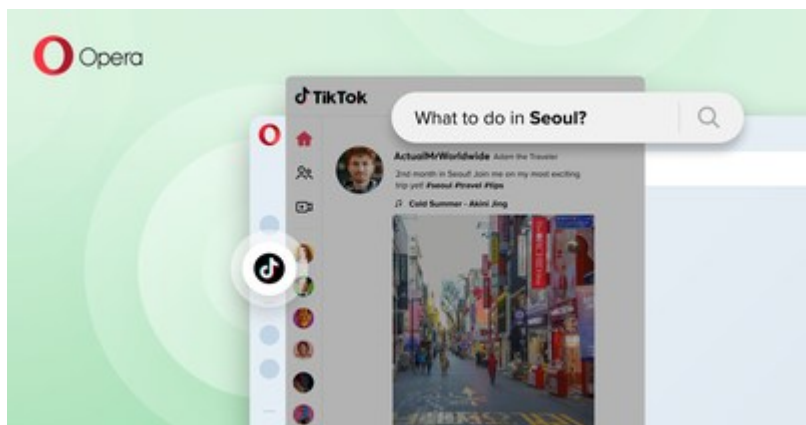 Opera
TikTok
What to do in Seoul?
ActualMrWorldwide Adam the Traveler
2nd month in Seoul! Join me on my most exciting
trip yet! #seoul #travel #tips
Cold Summer - Akini Jing